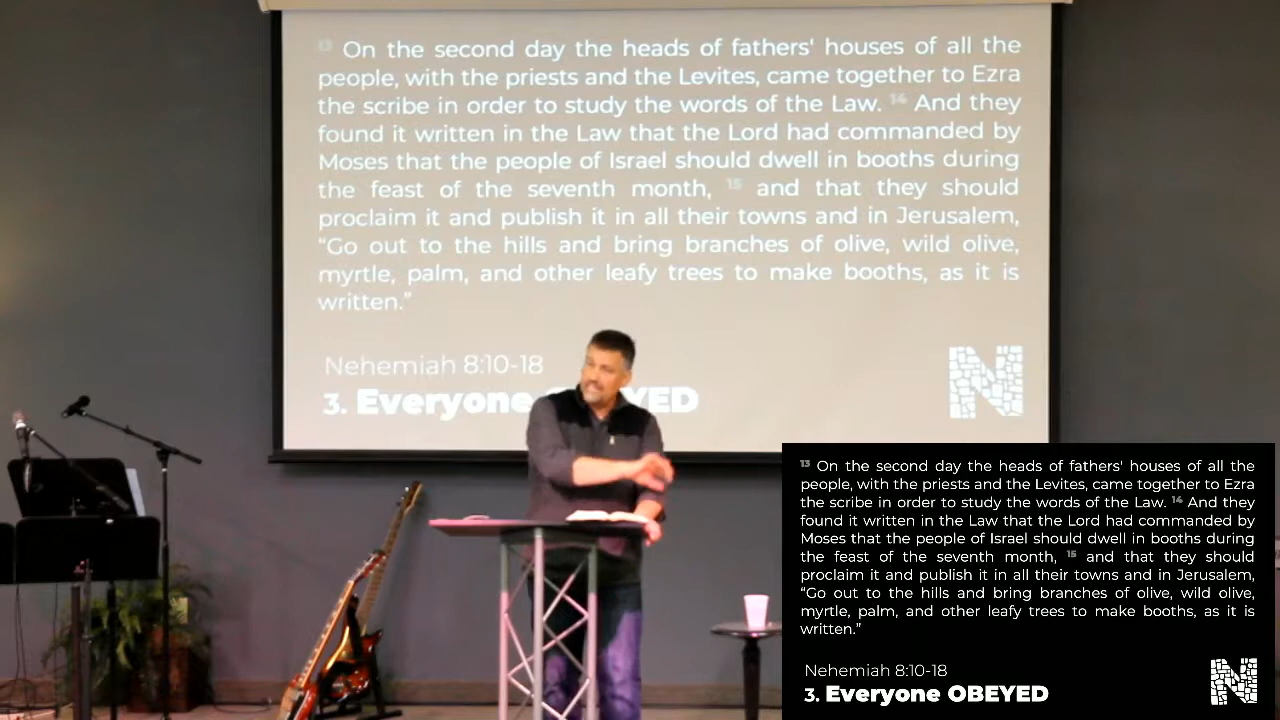 13 On the second day the heads of fathers' houses of all the
people, with the priests and the Levites, came together to Ezra
the scribe in order to study the words of the Law. 14 And they
found it written in the Law that the Lord had commanded by
Moses that the people of Israel should dwell in booths during
the feast of the seventh month, 15 and that they should
proclaim it and publish it in all their towns and in Jerusalem,
“Go out to the hills and bring branches of olive, wild olive,
myrtle, palm, and other leafy trees to make booths, as it is
written.”
Nehemiah 8:10-18
N
3. Everyone OBEYED
13 On the second day the heads of fathers' houses of all the
people, with the priests and the Levites, came together to Ezra
the scribe in order to study the words of the Law. 14 And they
found it written in the Law that the Lord had commanded by
Moses that the people of Israel should dwell in booths during
the feast of the seventh month, 15 and that they should
proclaim it and publish it in all their towns and in Jerusalem,
“Go out to the hills and bring branches of olive, wild olive,
myrtle, palm, and other leafy trees to make booths, as it is
written.”
Nehemiah 8:10-18
N
3. Everyone OBEYED